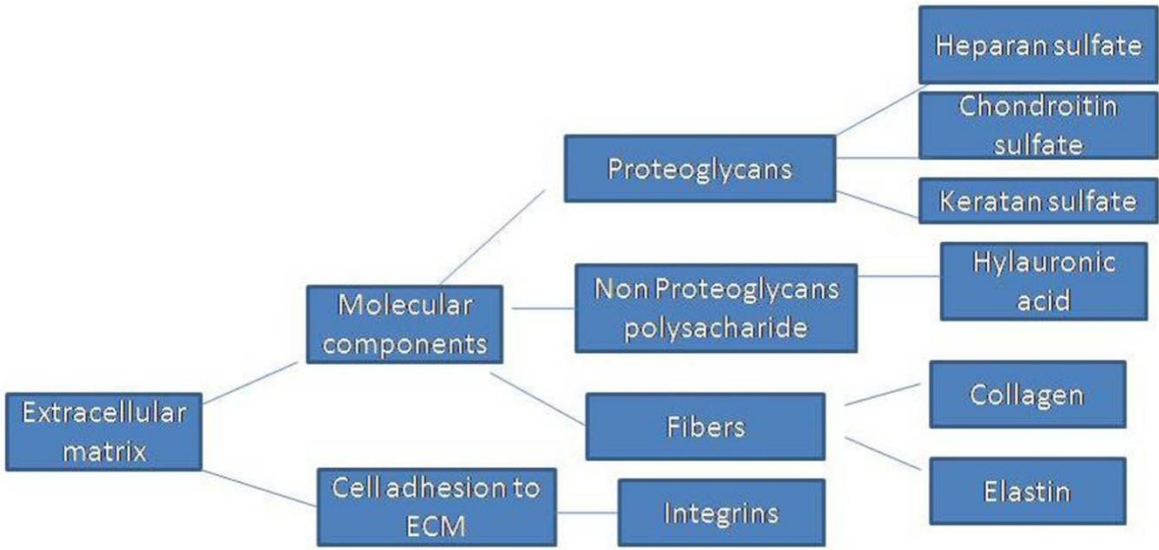 Heparan sulfate
Chondroitin
sulfate
Proteoglycans
Keratan sulfate
Hylauronic
acid
Non Proteoglycans
polysacharide
Molecular
components
Collagen
Extracellular
matrix
Fibers
Cell adhesion to
ECM
Integrins
Elastin